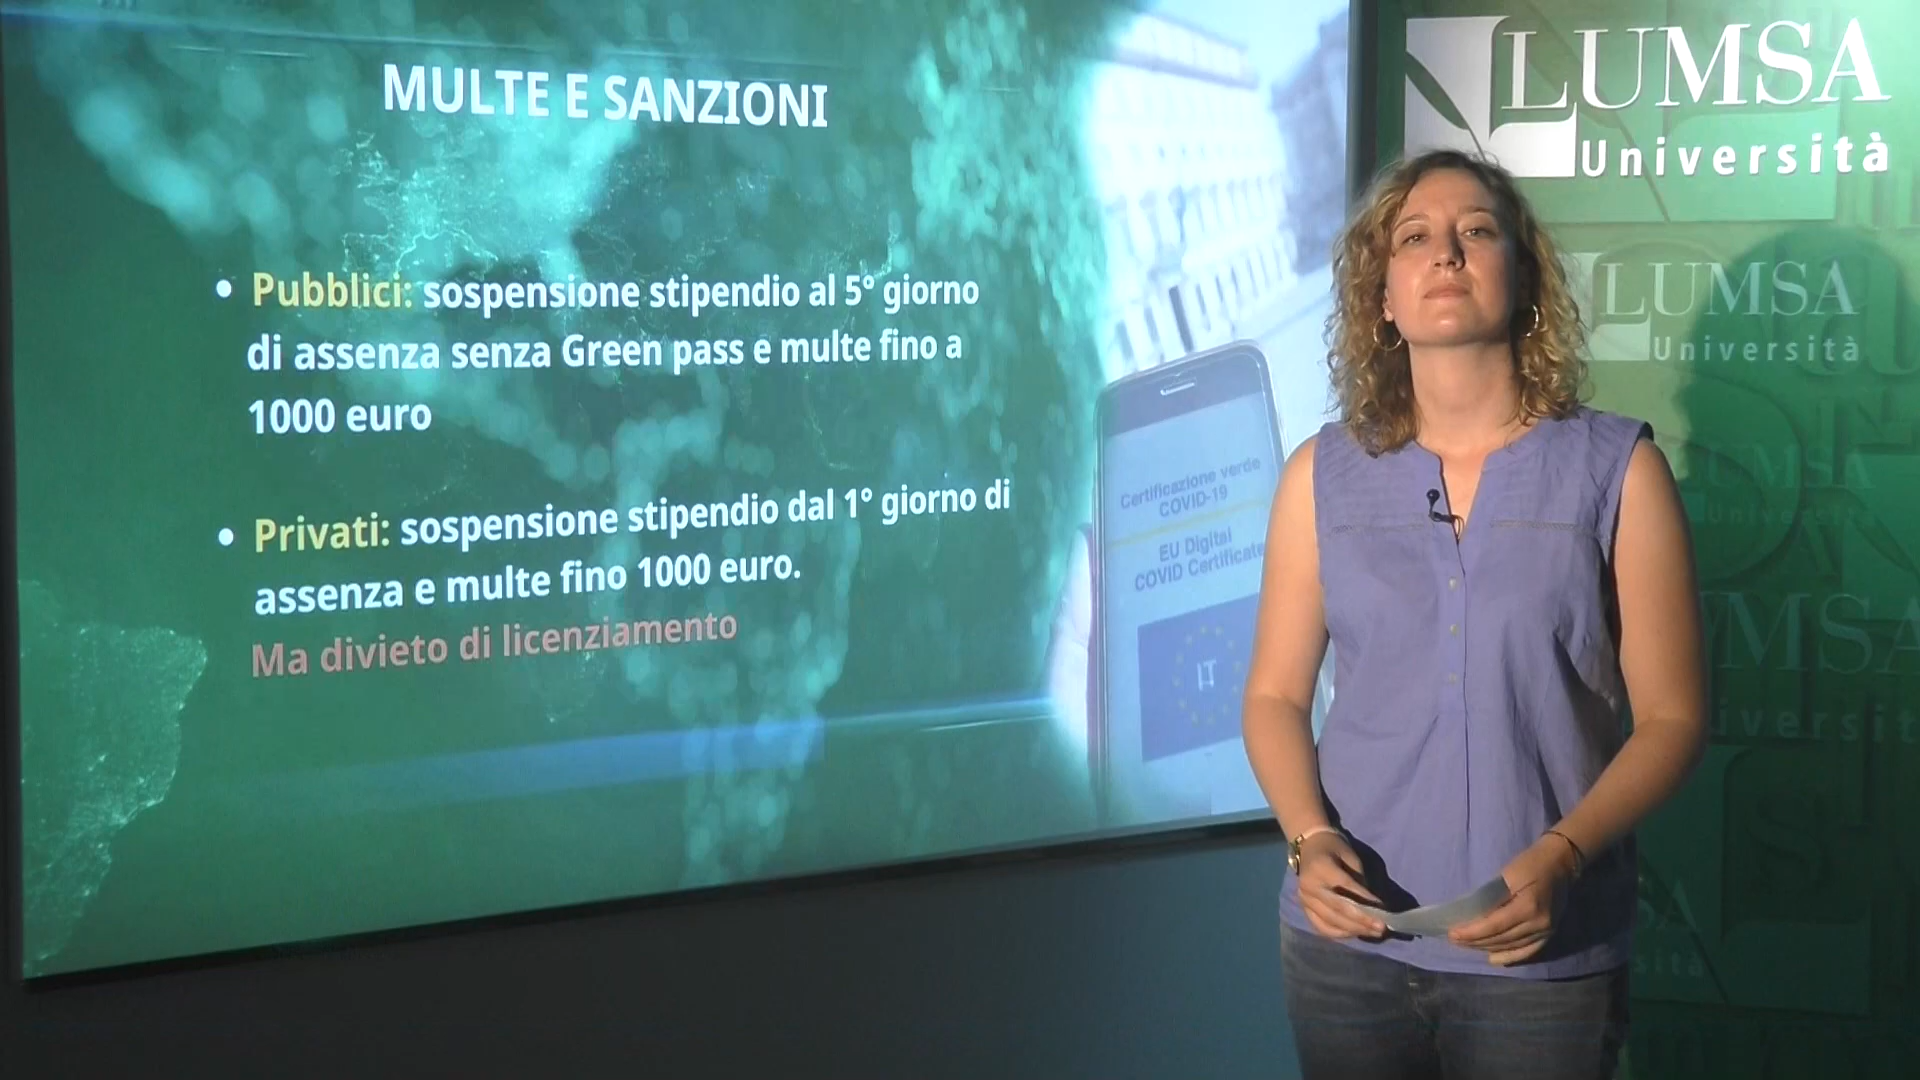 MULTE E SANZIONI
• Pubblici: sospensione stipendio al 5° giorno
di assenza senza Green pass e multe fino a
1000 euro
• Privati: sospensione stipendio dal 1° giorno di
assenza e multe fino 1000 euro.
Ma divieto di licenziamento
Certificazione verde
COVID-19
EU Digital
COVID Certificate
IT
LUMSA
Università
LUMSA
Università
LUMSA
Università